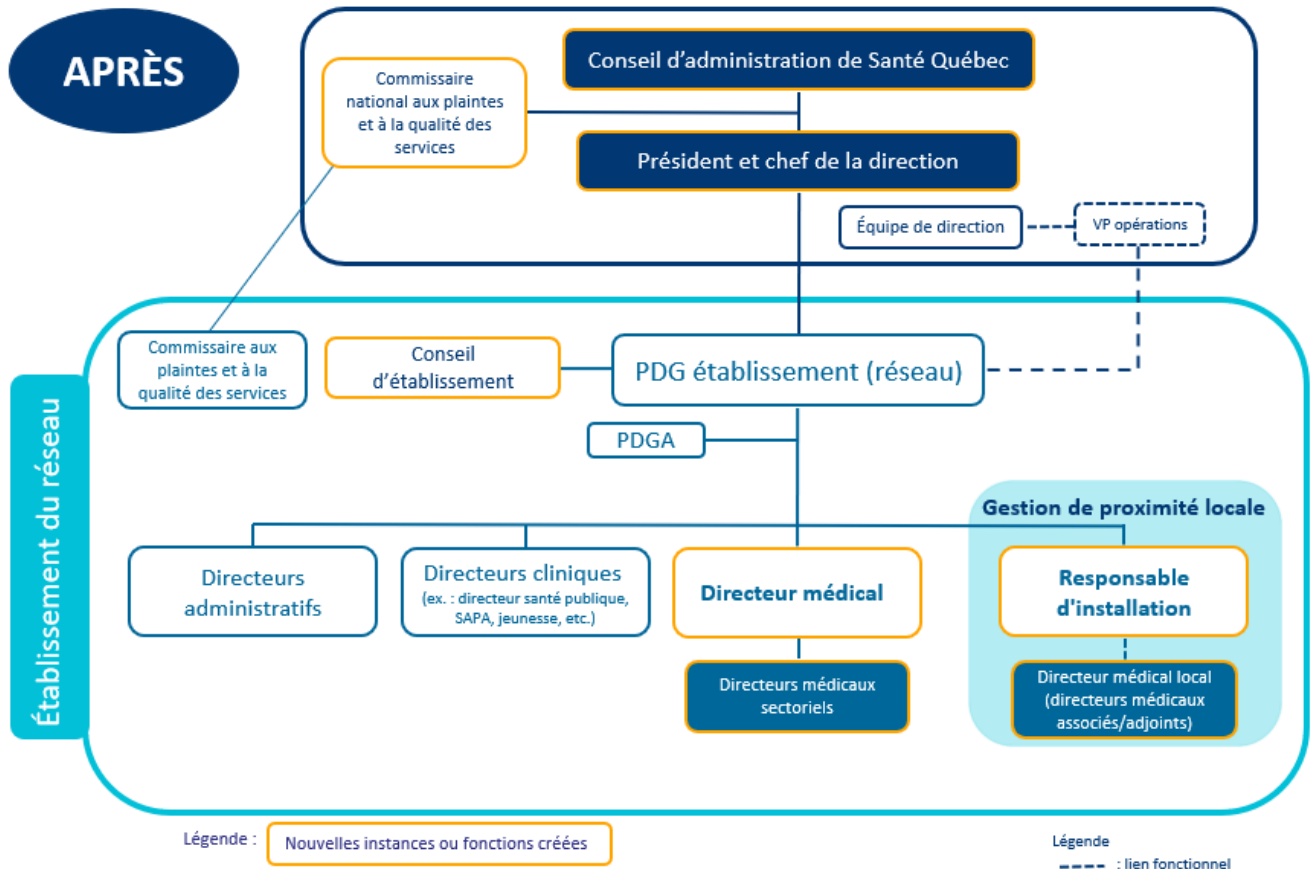 APRÈS
Conseil d'administration de Santé Québec
Commissaire
national aux plaintes
et à la qualité des
services
Président et chef de la direction
Équipe de direction
VP opérations
Établissement du réseau
Commissaire aux
plaintes et à la
qualité des services
Conseil
d'établissement
PDG établissement (réseau)
PDGA
Gestion de proximité locale
Directeurs
administratifs
Directeurs cliniques
(ex. : directeur santé publique,
SAPA, jeunesse, etc.)
Directeur médical
Responsable
d'installation
Directeurs médicaux
sectoriels
Directeur médical local
(directeurs médicaux
associés/adjoints)
Légende :
Nouvelles instances ou fonctions créées
Légende
: lien fonctionnel